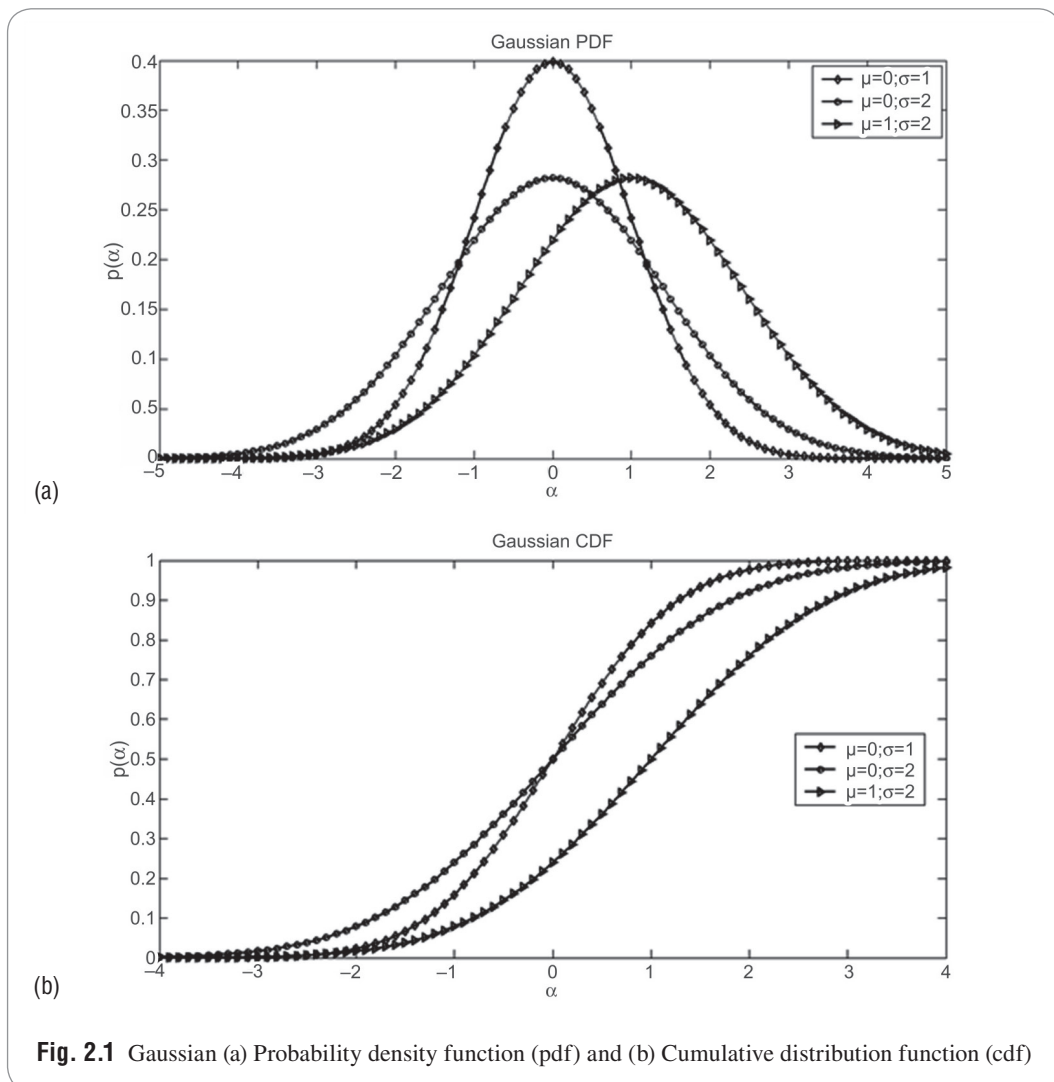 Gaussian PDF
0.4
0.35
0.3
0.25
0.2
0.15
0.1
0.5
0
p(α)
μ=0;σ=1
μ=0;σ=2
μ=1;σ=2
–5 –4 –3 –2 –1 0 1 2 3 4 5
α
(a)
Gaussian CDF
1
0.9
0.8
0.7
0.6
0.5
0.4
0.3
0.2
0.1
0
p(α)
μ=0;σ=1
μ=0;σ=2
μ=1;σ=2
–4 –3 –2 –1 0 1 2 3 4
α
(b)
Fig. 2.1 Gaussian (a) Probability density function (pdf) and (b) Cumulative distribution function (cdf)